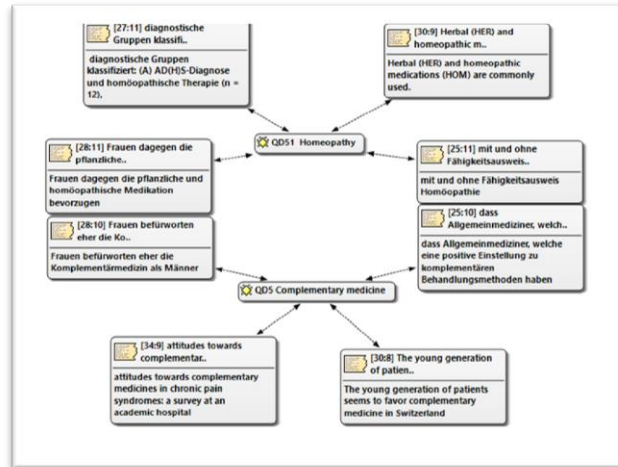 [27:11] diagnostische
Gruppen klassifi..
diagnostische Gruppen
klassifiziert: (A) AD(H)S-Diagnose
und homöopathische Therapie (n =
12),
[30:9] Herbal (HER) and
homeopathic m..
Herbal (HER) and homeopathic
medications (HOM) are commonly
used.
QD51 Homeopathy
[28:11] Frauen dagegen die
pflanzliche..
Frauen dagegen die pflanzliche und
homöopathische Medikation
bevorzugen
[25:11] mit und ohne
Fähigkeitsausweis..
mit und ohne Fähigkeitsausweis
Homöopathie
[28:10] Frauen befürworten
eher die Ko..
Frauen befürworten eher die
Komplementärmedizin als Männer
[25:10] dass
Allgemeinmediziner, welch..
dass Allgemeinmediziner, welche
eine positive Einstellung zu
komplementären
Behandlungsmethoden haben
QD5 Complementary medicine
[34:9] attitudes towards
complementar..
attitudes towards complementary
medicines in chronic pain
syndromes: a survey at an
academic hospital
[30:8] The young generation
of patien..
The young generation of patients
seems to favor complementary
medicine in Switzerland